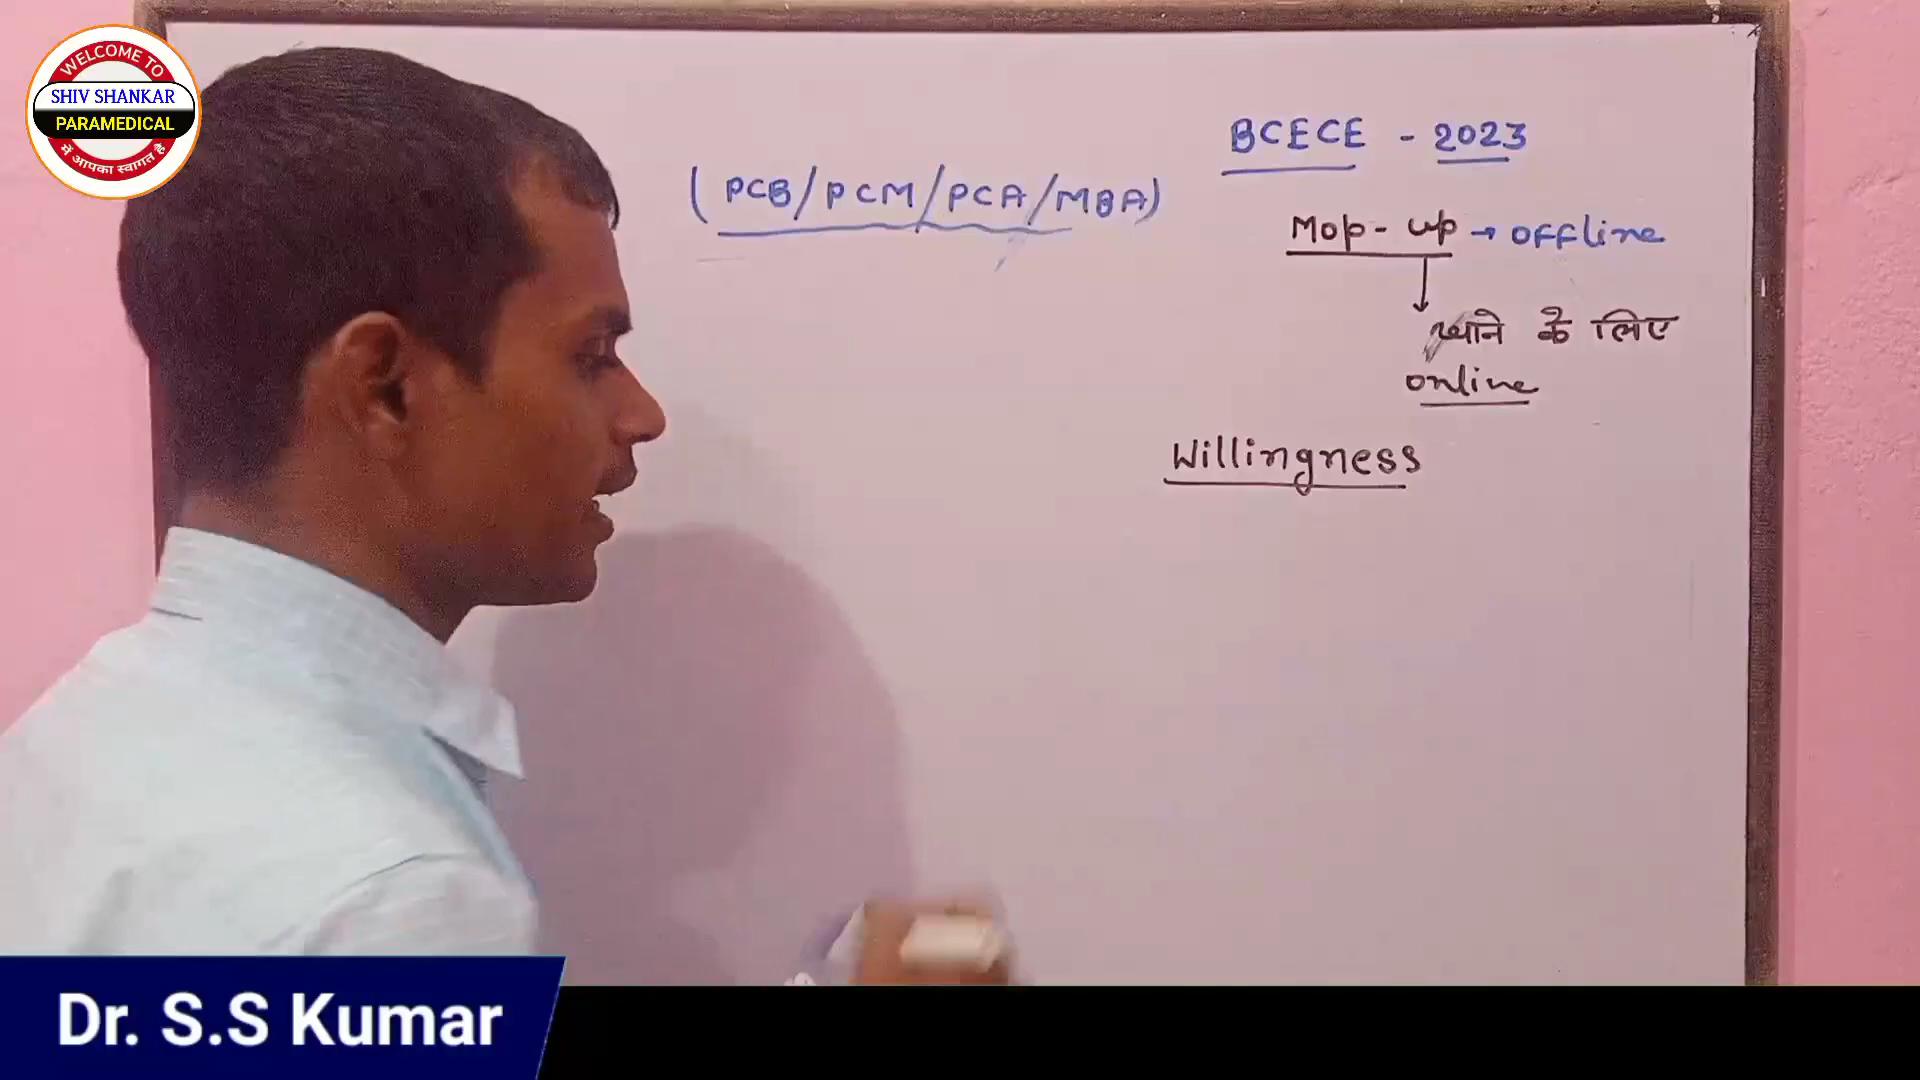 WELCOME TO
SHIV SHANKAR
PARAMEDICAL
में आपका स्वागत है
BCECE - 2023
(PCB/PCM/PCA/MBA)
Mop-up → offline
के लिए
online
Willingness
Dr. S.S Kumar